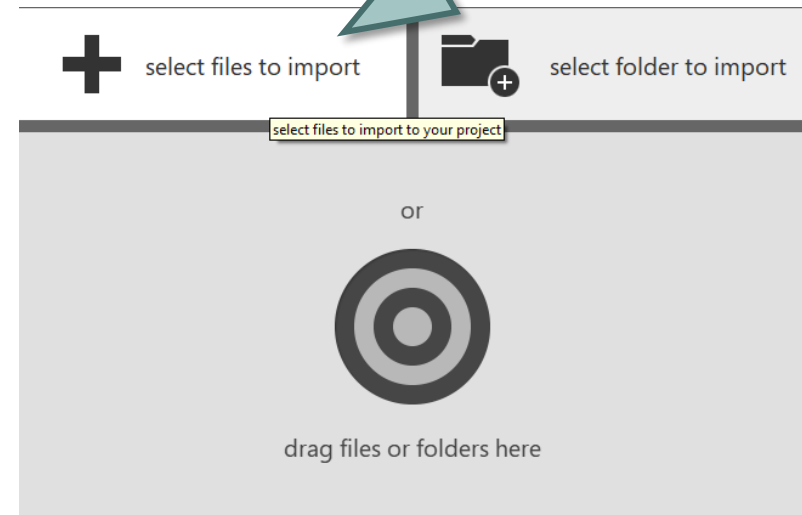 select files to import
select folder to import
select files to import to your project
or
drag files or folders here